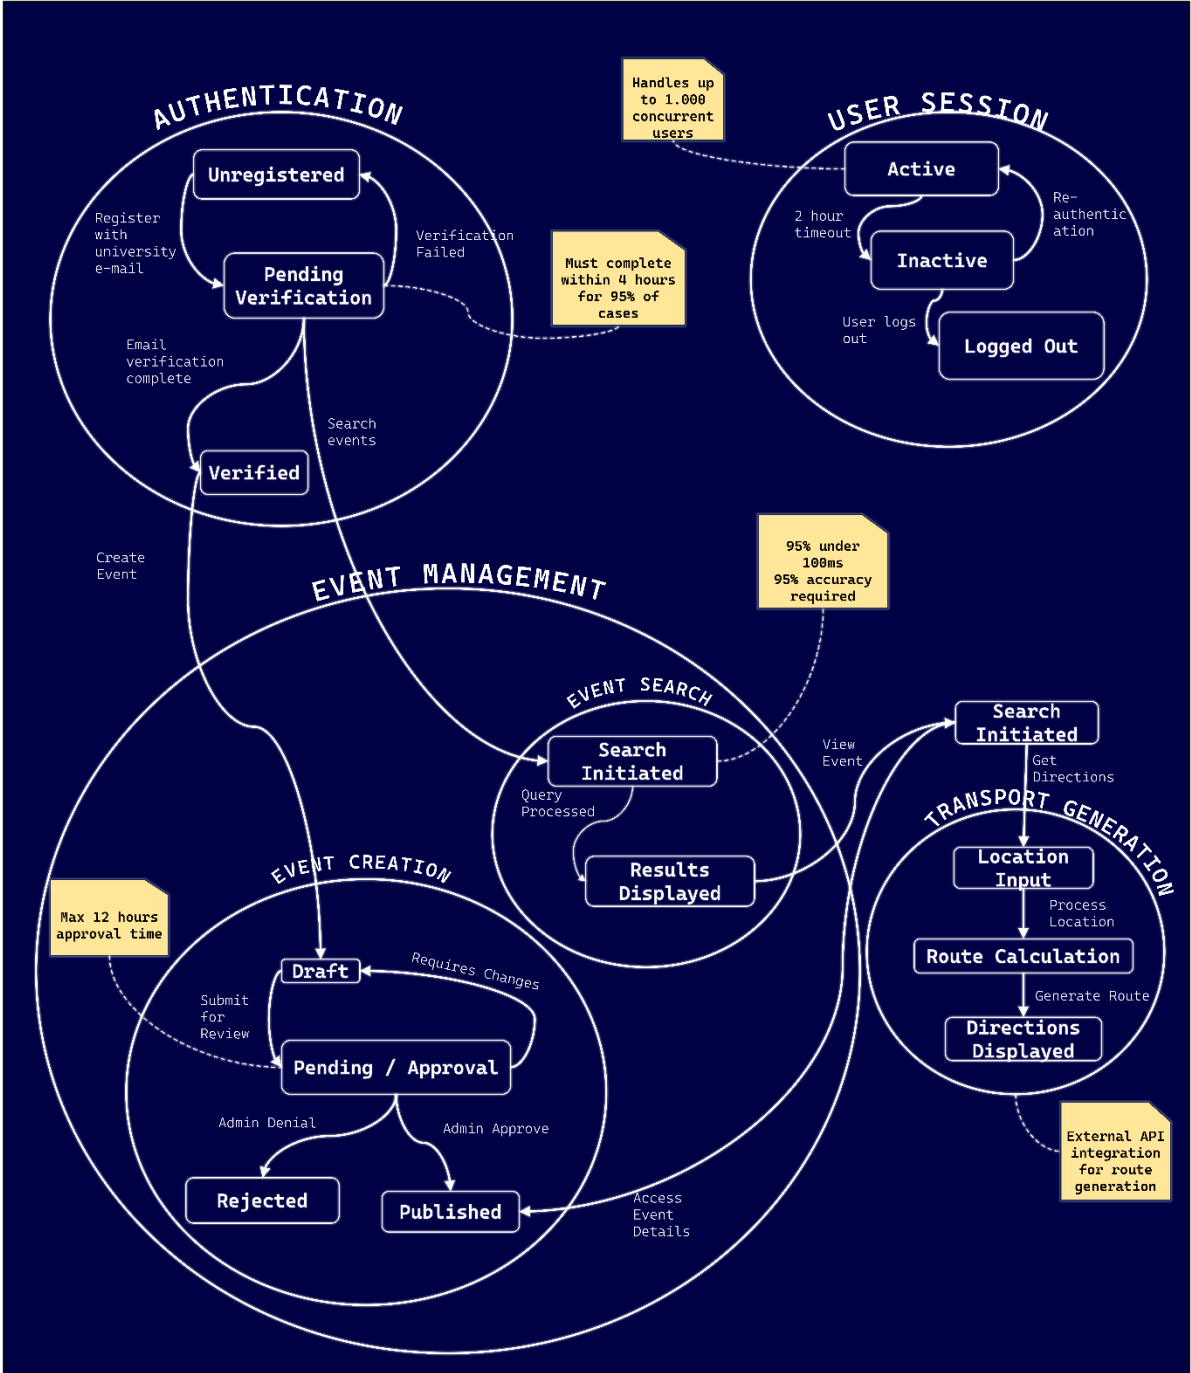 AUTHENTICATION
Unregistered
Register
with
university
e-mail
Verification
Failed
Pending
Verification
Email
verification
complete
Search
events
Verified
Create
Event
Handles up
to 1.000
concurrent
users
Must complete
within 4 hours
for 95% of
cases
USER SESSION
Active
2 hour
timeout
Re-
authentic
ation
Inactive
User logs
out
Logged Out
EVENT MANAGEMENT
95% under
100ms
95% accuracy
required
EVENT SEARCH
Search
Initiated
Query
Processed
Results
Displayed
View
Event
Search
Initiated
Get
Directions
TRANSPORT GENERATION
Location
Input
Process
Location
Route Calculation
Generate Route
Directions
Displayed
External API
integration
for route
generation
EVENT CREATION
Max 12 hours
approval time
Draft
Requires Changes
Submit
for
Review
Pending / Approval
Admin Denial
Admin Approve
Rejected
Published
Access
Event
Details